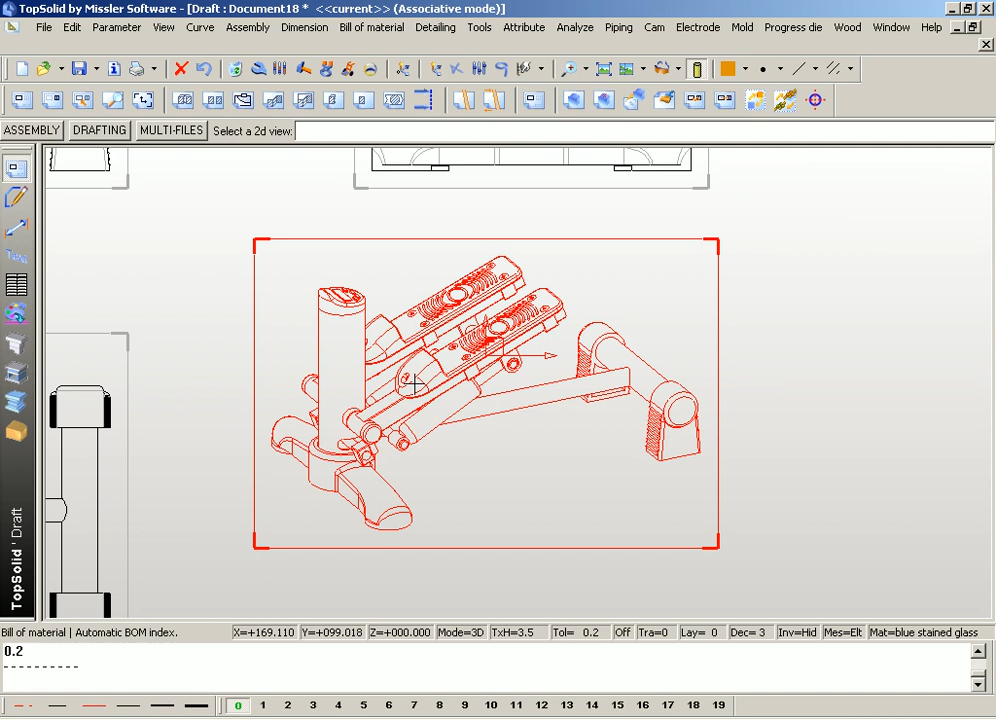 TopSolid by Missler Software - [Draft : Document18 *  <<current>> (Associative mode)]
File Edit Parameter View Curve Assembly Dimension Bill of material Detailing Tools Attribute Analyze Piping Cam Electrode Mold Progress die Wood Window Help
ASSEMBLY DRAFTING MULTI-FILES Select a 2d view:
TopSolid'Draft
Bill of material | Automatic BOM index. X=+169.110 Y=+099.018 Z=+000.000 Mode=3D TxH=3.5 Tol= 0.2 Off Tra=0 Lay= 0 Dec= 3 Inv=Hid Mes=Elt Mat=blue stained glass
0.2
----------
0 1 2 3 4 5 6 7 8 9 10 11 12 13 14 15 16 17 18 19